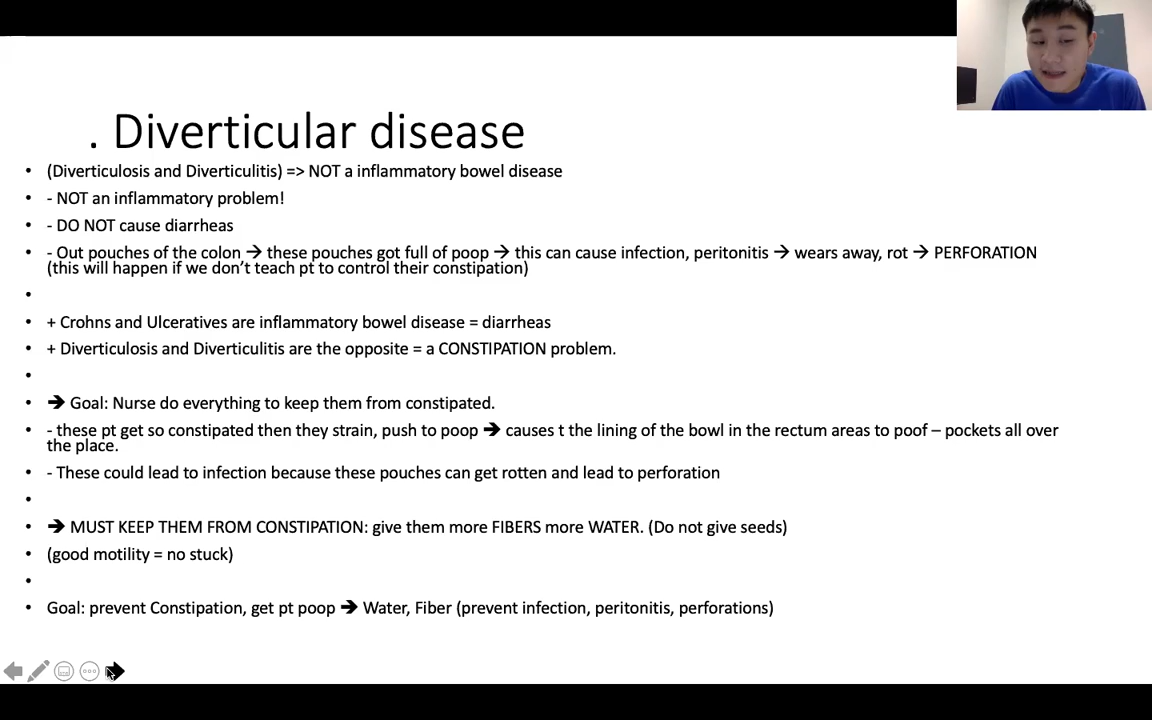 . Diverticular disease
• (Diverticulosis and Diverticulitis) => NOT a inflammatory bowel disease
• - NOT an inflammatory problem!
• - DO NOT cause diarrheas
• - Out pouches of the colon → these pouches got full of poop → this can cause infection, peritonitis → wears away, rot → PERFORATION
(this will happen if we don’t teach pt to control their constipation)
•
• + Crohns and Ulceratives are inflammatory bowel disease = diarrheas
• + Diverticulosis and Diverticulitis are the opposite = a CONSTIPATION problem.
•
• ➔ Goal: Nurse do everything to keep them from constipated.
• - these pt get so constipated then they strain, push to poop ➔ causes t the lining of the bowl in the rectum areas to poof – pockets all over
the place.
• - These could lead to infection because these pouches can get rotten and lead to perforation
•
• ➔ MUST KEEP THEM FROM CONSTIPATION: give them more FIBERS more WATER. (Do not give seeds)
• (good motility = no stuck)
•
• Goal: prevent Constipation, get pt poop ➔ Water, Fiber (prevent infection, peritonitis, perforations)